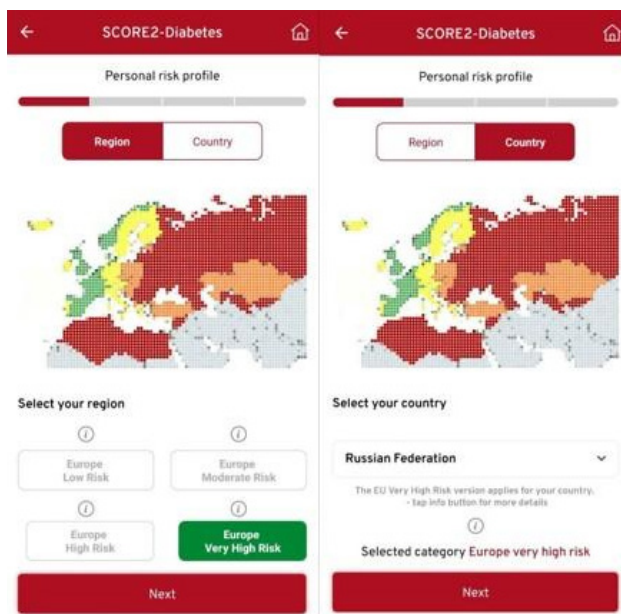 SCORE2-Diabetes
Personal risk profile
Region
Country
Select your region
Europe
Low Risk
Europe
Moderate Risk
Europe
High Risk
Europe
Very High Risk
Next
SCORE2-Diabetes
Personal risk profile
Region
Country
Select your country
Russian Federation
The EU Very High Risk version applies for your country.
- tap info button for more details
Selected category Europe very high risk
Next